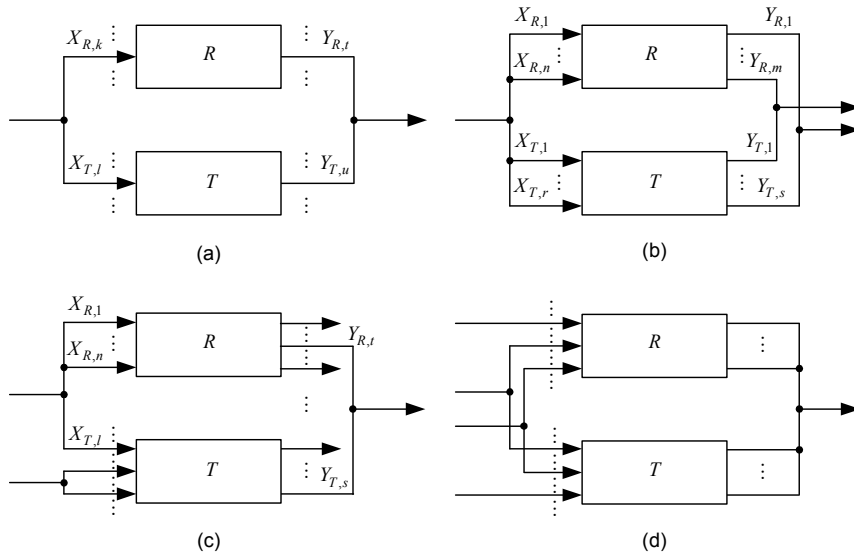 X_{R,k} R Y_{R,t}
X_{T,l} T Y_{T,u}
(a)
X_{R,1} Y_{R,1}
X_{R,n} R Y_{R,m}
X_{T,1} Y_{T,1}
X_{T,r} T Y_{T,s}
(b)
X_{R,1}
X_{R,n} R Y_{R,t}
X_{T,l}
T Y_{T,s}
(c)
R
T
(d)